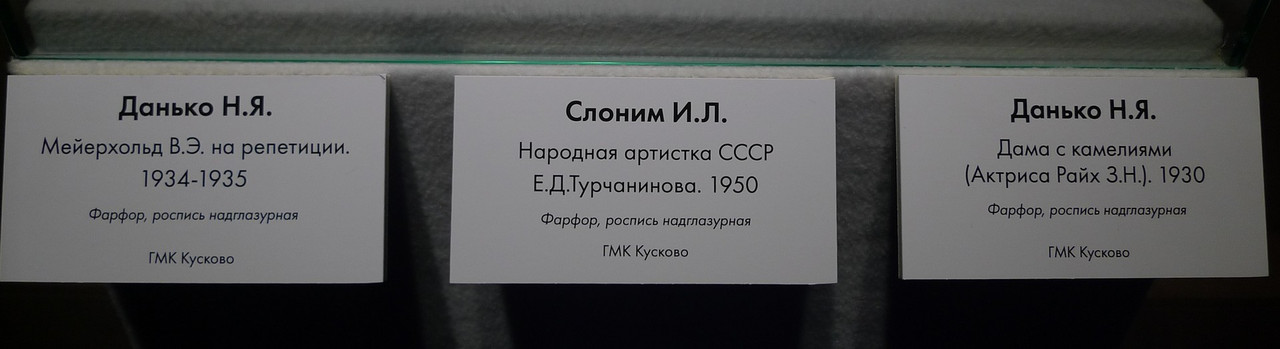 Данько Н.Я.
Мейерхольд В.Э. на репетиции.
1934-1935
Фарфор, роспись надглазурная
ГМК Кусково
Слоним И.Л.
Народная артистка СССР
Е.Д.Турчанинова. 1950
Фарфор, роспись надглазурная
ГМК Кусково
Данько Н.Я.
Дама с камелиями
(Актриса Райх З.Н.). 1930
Фарфор, роспись надглазурная
ГМК Кусково